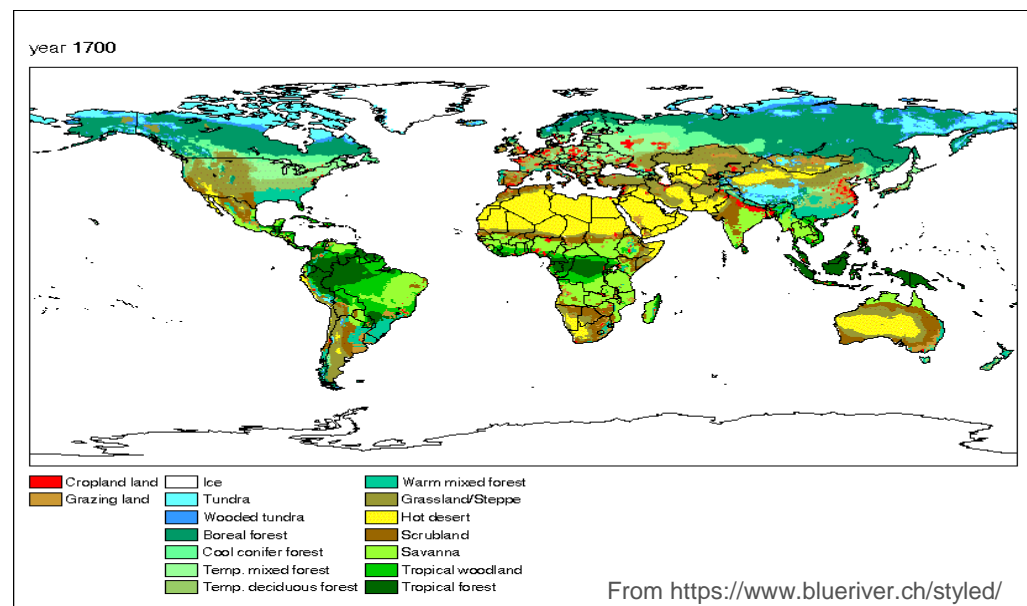 year 1700
Cropland land
Grazing land
Ice
Tundra
Wooded tundra
Boreal forest
Cool conifer forest
Temp. mixed forest
Temp. deciduous forest
Warm mixed forest
Grassland/Steppe
Hot desert
Scrubland
Savanna
Tropical woodland
Tropical forest
From https://www.blueriver.ch/styled/